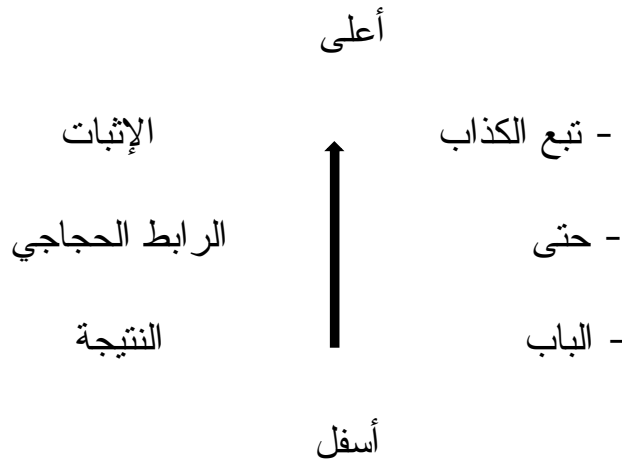 أعلى
- تبع الكذاب الإثبات
- حتى الرابط الحجاجي
- الباب النتيجة
أسفل